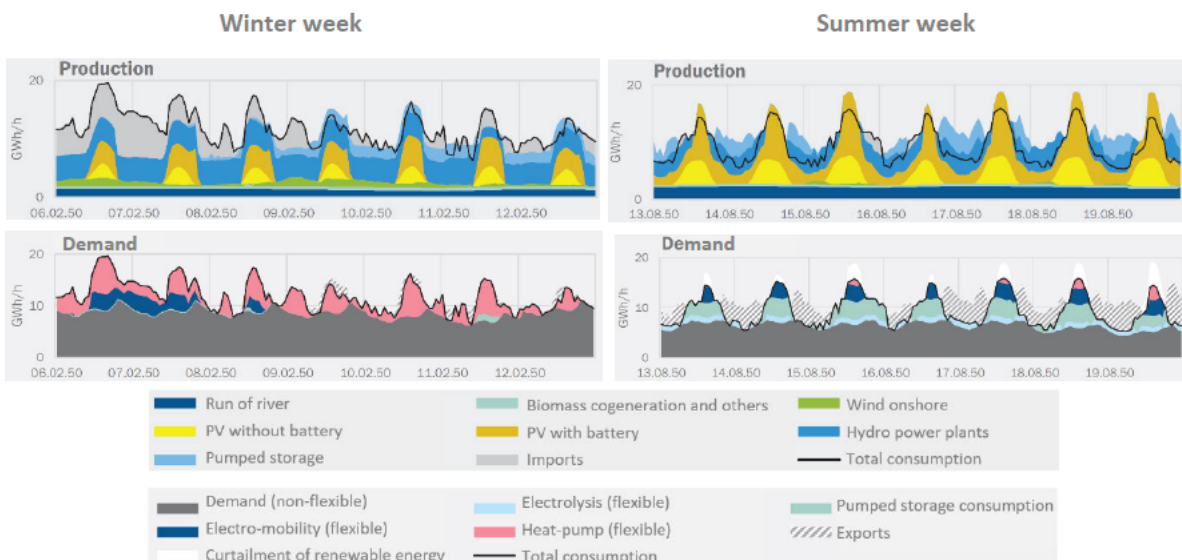 Winter week
Summer week
Production
20
GWh/h
0
06.02.50 07.02.50 08.02.50 09.02.50 10.02.50 11.02.50 12.02.50
Production
20
GWh/h
0
13.08.50 14.08.50 15.08.50 16.08.50 17.08.50 18.08.50 19.08.50
Demand
20
10
GWh/h
0
06.02.50 07.02.50 08.02.50 09.02.50 10.02.50 11.02.50 12.02.50
Demand
20
10
GWh/h
0
13.08.50 14.08.50 15.08.50 16.08.50 17.08.50 18.08.50 19.08.50
Run of river
Biomass cogeneration and others
Wind onshore
PV without battery
PV with battery
Hydro power plants
Pumped storage
Imports
Total consumption
Demand (non-flexible)
Electrolysis (flexible)
Pumped storage consumption
Electro-mobility (flexible)
Heat-pump (flexible)
Exports
Curtailment of renewable energy
Total consumption